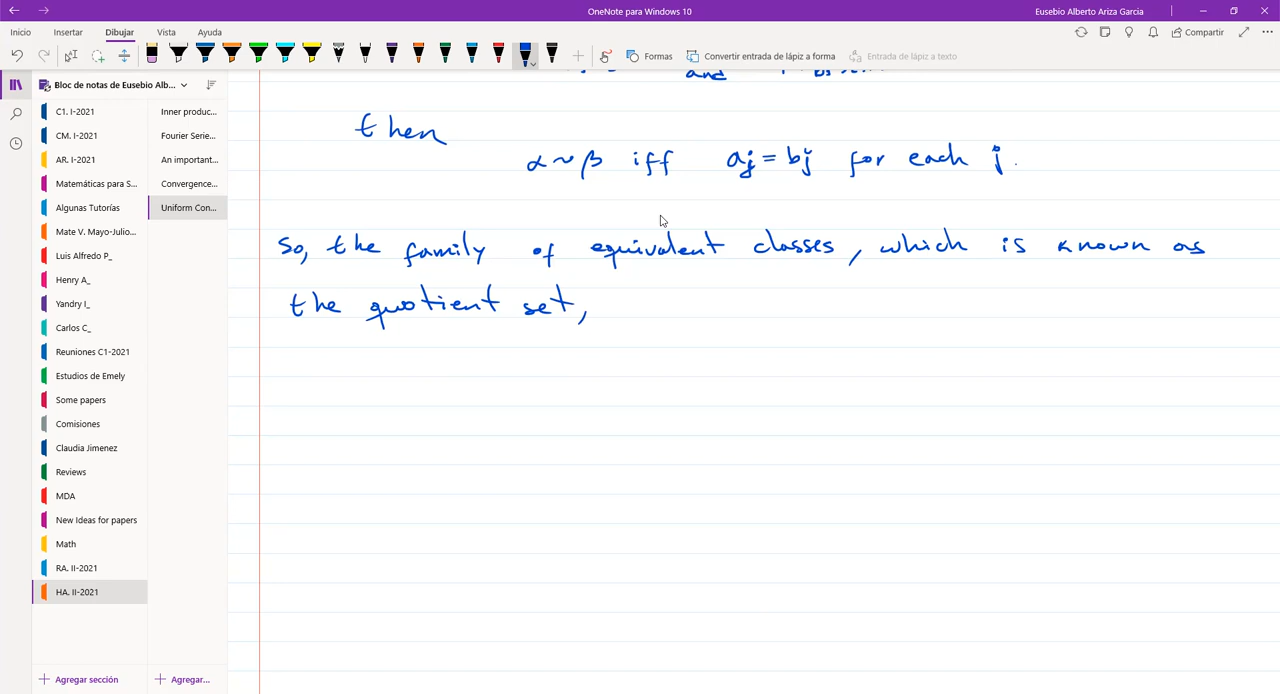 OneNote para Windows 10
Eusebio Alberto Ariza Garcia
Inicio
Insertar
Dibujar
Vista
Ayuda
Compartir
Formas
Convertir entrada de lápiz a forma
Entrada de lápiz a texto
Bloc de notas de Eusebio Alb...
C1. I-2021
CM. I-2021
AR. I-2021
Matemáticas para S...
Algunas Tutorías
Mate V. Mayo-Julio...
Luis Alfredo P_
Henry A_
Yandry I_
Carlos C_
Reuniones C1-2021
Estudios de Emely
Some papers
Comisiones
Claudia Jimenez
Reviews
MDA
New Ideas for papers
Math
RA. II-2021
HA. II-2021
Agregar sección
Inner produc...
Fourier Serie...
An important...
Convergence...
Uniform Con...
Agregar...
and
then
α ~ β iff aj = bj for each j.
So, the family of equivalent classes, which is known as
the quotient set,